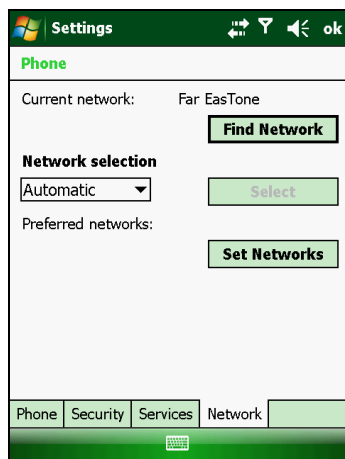 Settings ok
Phone
Current network: Far EasTone
Find Network
Network selection
Automatic Select
Preferred networks:
Set Networks
Phone Security Services Network